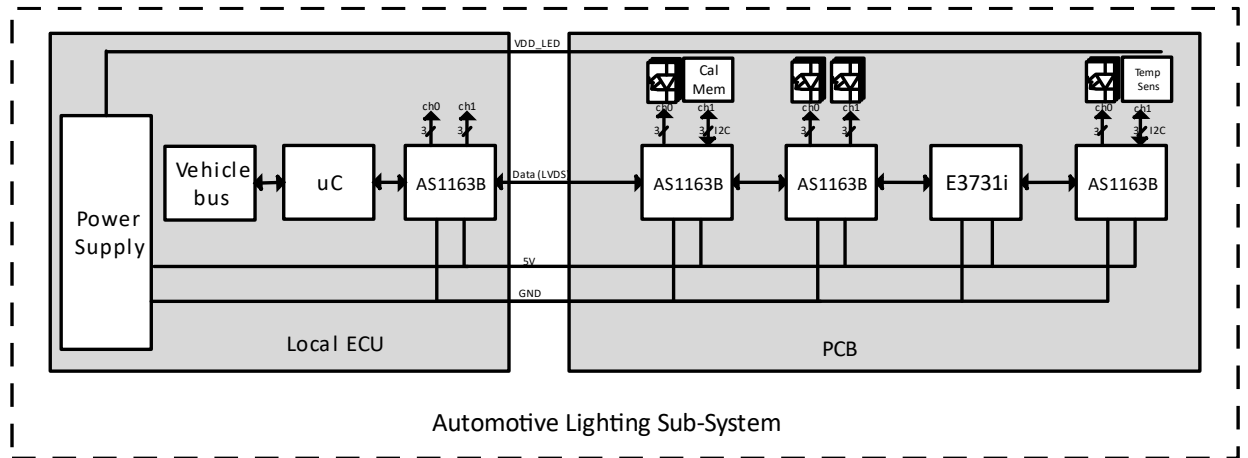 VDD_LED
Cal
Mem
Temp
Sens
ch0
ch1
ch0
ch1
ch0
ch1
ch0
ch1
3
3
3
3
I2C
3
3
3
3
I2C
Power
Supply
Vehicle
bus
uC
AS1163B
Data (LVDS)
AS1163B
AS1163B
E3731i
AS1163B
5V
GND
Local ECU
PCB
Automotive Lighting Sub-System